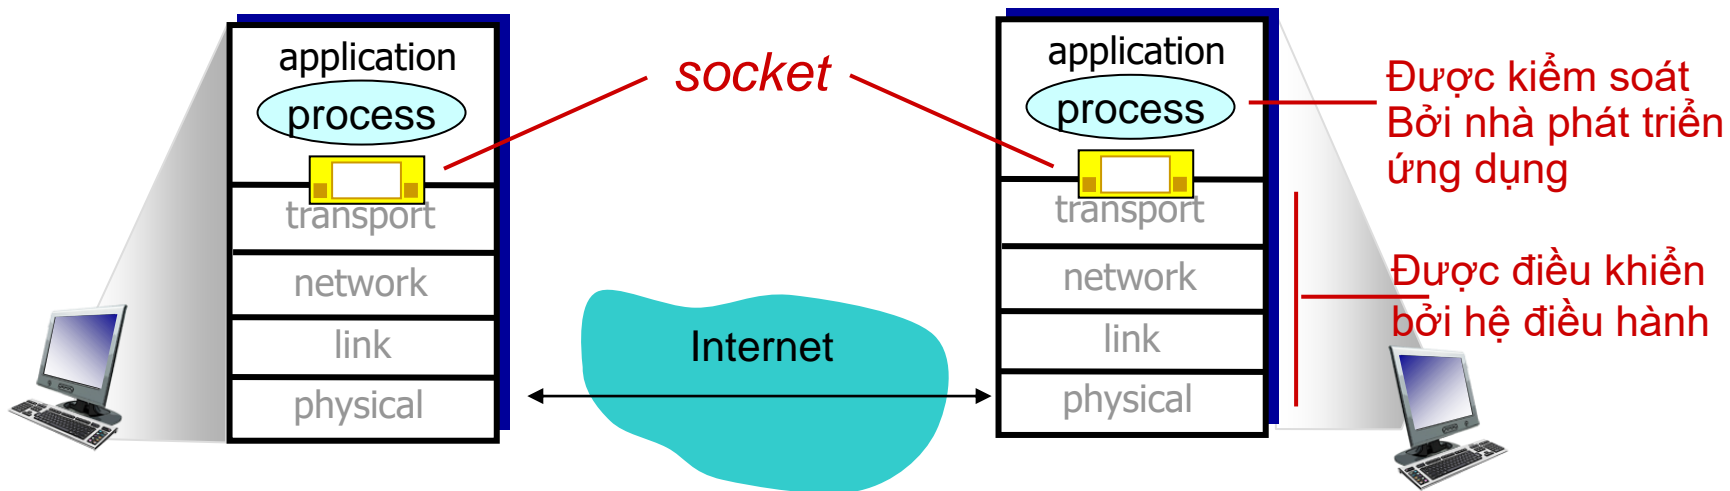 application
process
transport
network
link
physical
socket
Internet
application
process
transport
network
link
physical
Được kiểm soát
Bởi nhà phát triển
ứng dụng
Được điều khiển
bởi hệ điều hành